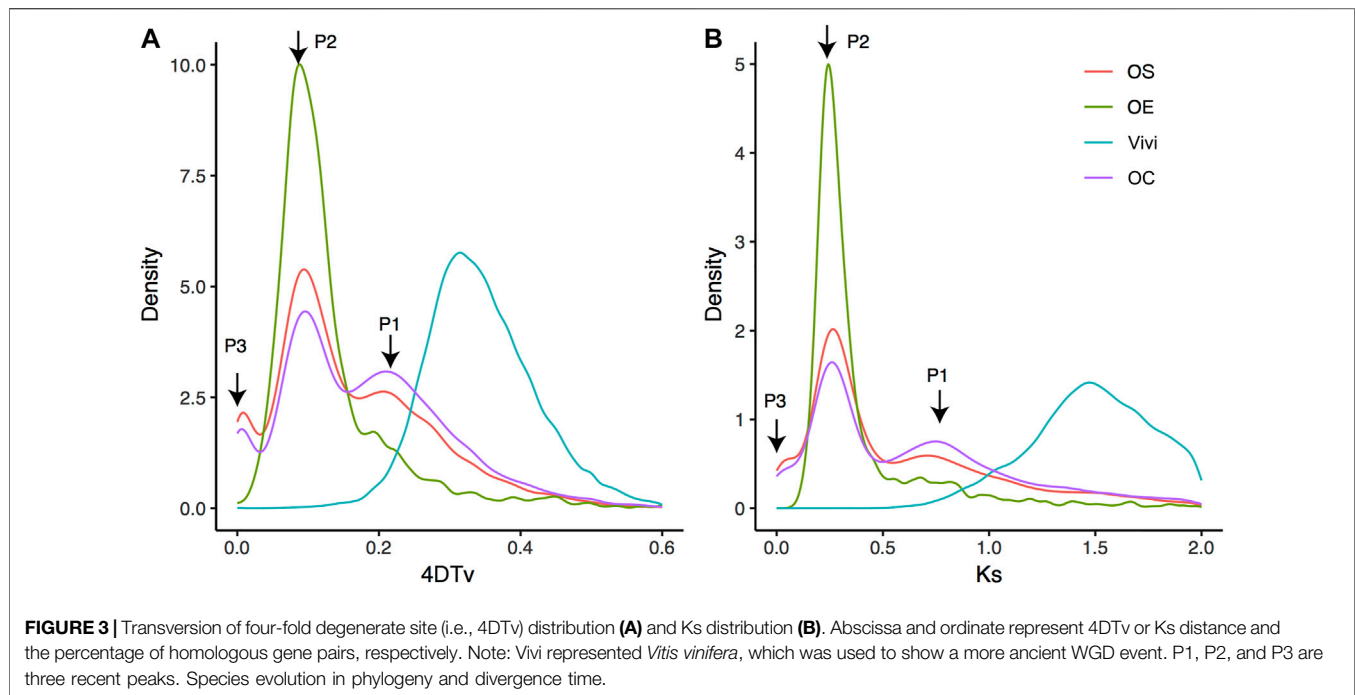 A
B
P2
P2
10.0
7.5
5.0
2.5
0.0
Density
P3
P1
0.0
0.2
0.4
0.6
4DTv
5
4
3
2
1
0
Density
P3
P1
0.0
0.5
1.0
1.5
2.0
Ks
OS
OE
Vivi
OC
FIGURE 3 | Transversion of four-fold degenerate site (i.e., 4DTv) distribution (A) and Ks distribution (B). Abscissa and ordinate represent 4DTv or Ks distance and
the percentage of homologous gene pairs, respectively. Note: Vivi represented Vitis vinifera, which was used to show a more ancient WGD event. P1, P2, and P3 are
three recent peaks. Species evolution in phylogeny and divergence time.